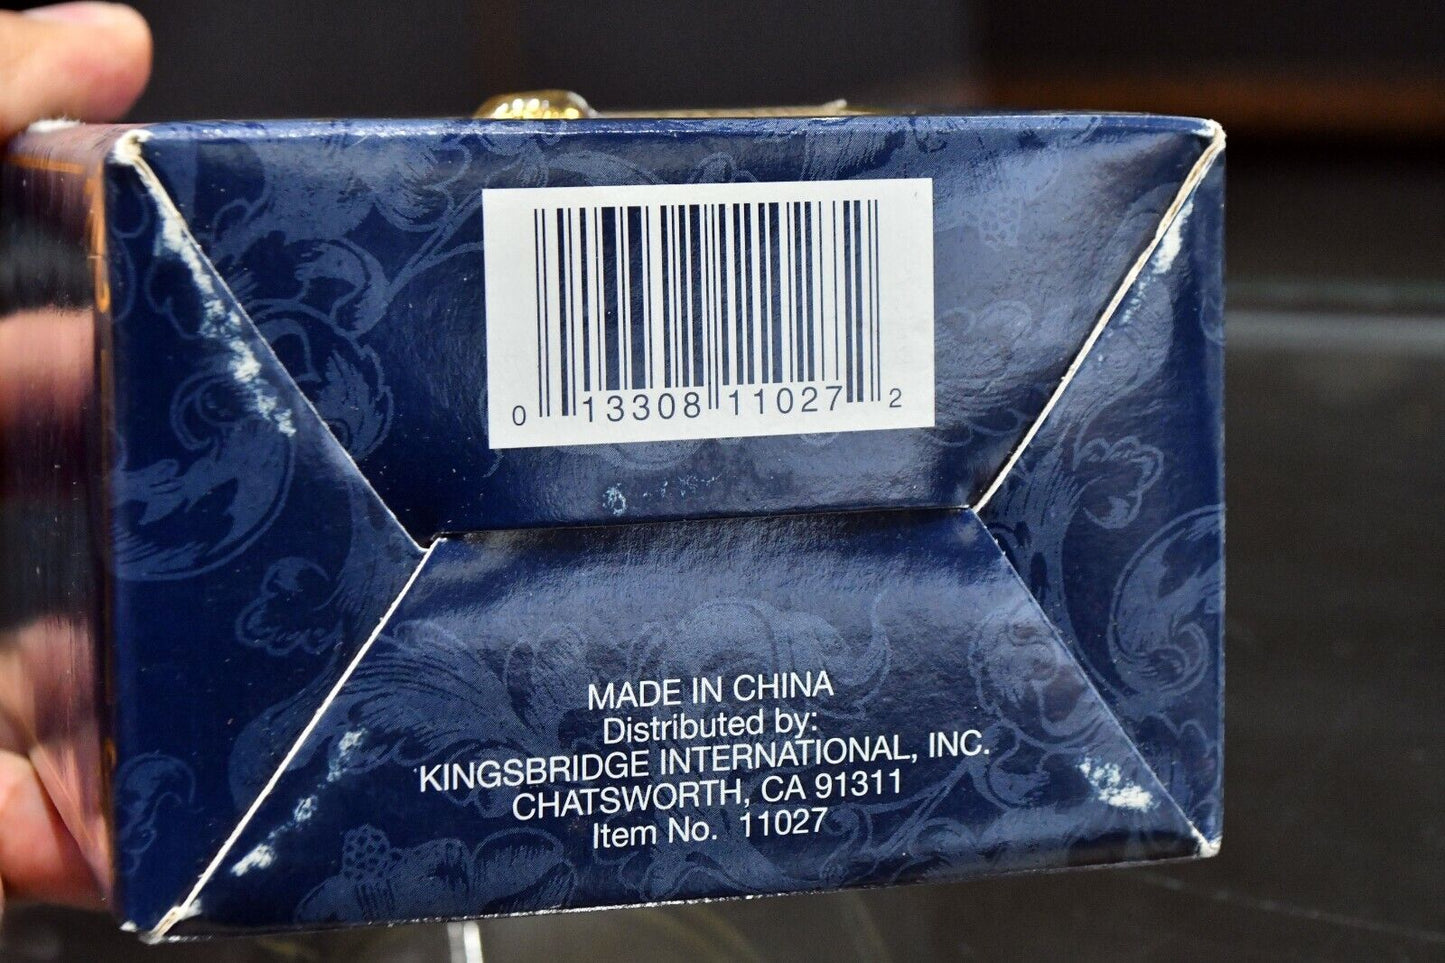 0 13308 11027 2
MADE IN CHINA
Distributed by:
KINGSBRIDGE INTERNATIONAL, INC.
CHATSWORTH, CA 91311
Item No. 11027